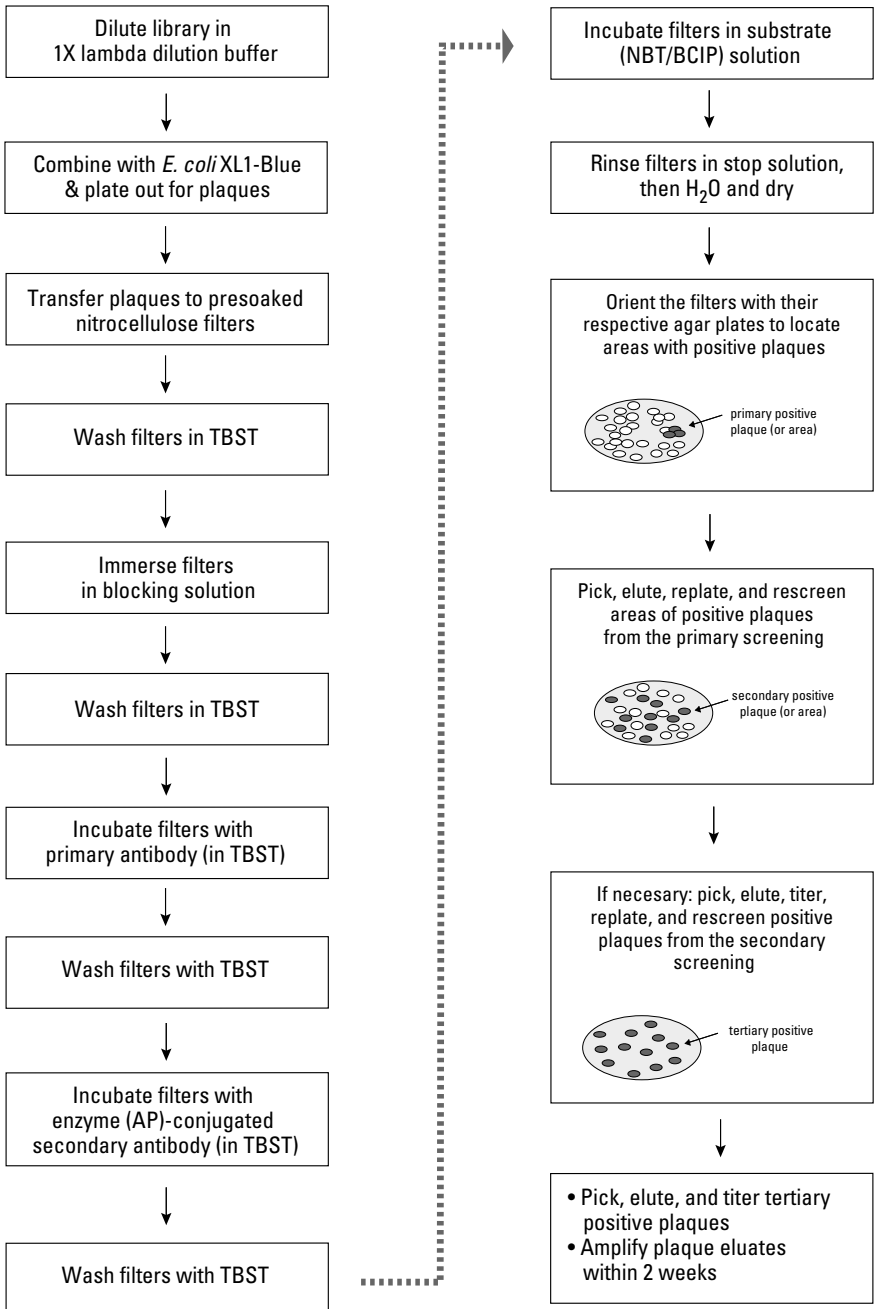 Dilute library in
1X lambda dilution buffer
Combine with E. coli XL1-Blue
& plate out for plaques
Transfer plaques to presoaked
nitrocellulose filters
Wash filters in TBST
Immerse filters
in blocking solution
Wash filters in TBST
Incubate filters with
primary antibody (in TBST)
Wash filters with TBST
Incubate filters with
enzyme (AP)-conjugated
secondary antibody (in TBST)
Wash filters with TBST
Incubate filters in substrate
(NBT/BCIP) solution
Rinse filters in stop solution,
then H₂O and dry
Orient the filters with their
respective agar plates to locate
areas with positive plaques
primary positive
plaque (or area)
Pick, elute, replate, and rescreen
areas of positive plaques
from the primary screening
secondary positive
plaque (or area)
If necesary: pick, elute, titer,
replate, and rescreen positive
plaques from the secondary
screening
tertiary positive
plaque
• Pick, elute, and titer tertiary
positive plaques
• Amplify plaque eluates
within 2 weeks